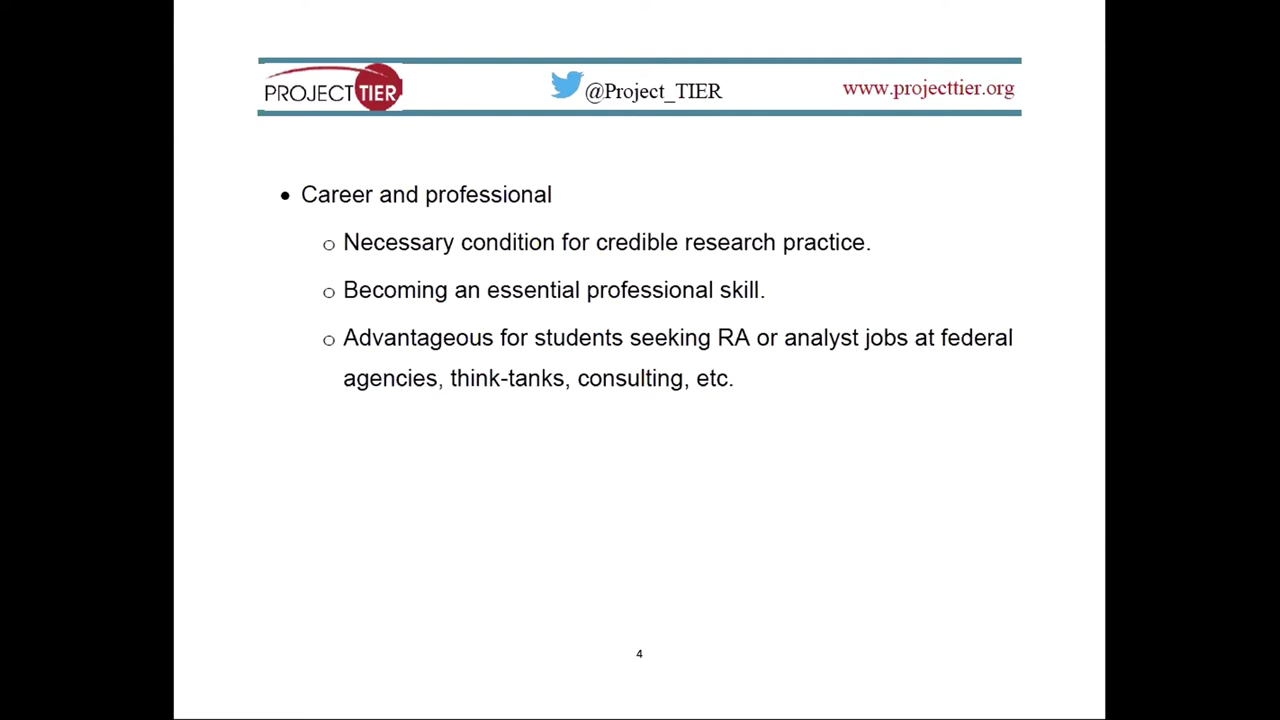 PROJECT TIER
@Project_TIER
www.projecttier.org
• Career and professional
o Necessary condition for credible research practice.
o Becoming an essential professional skill.
o Advantageous for students seeking RA or analyst jobs at federal
agencies, think-tanks, consulting, etc.
4